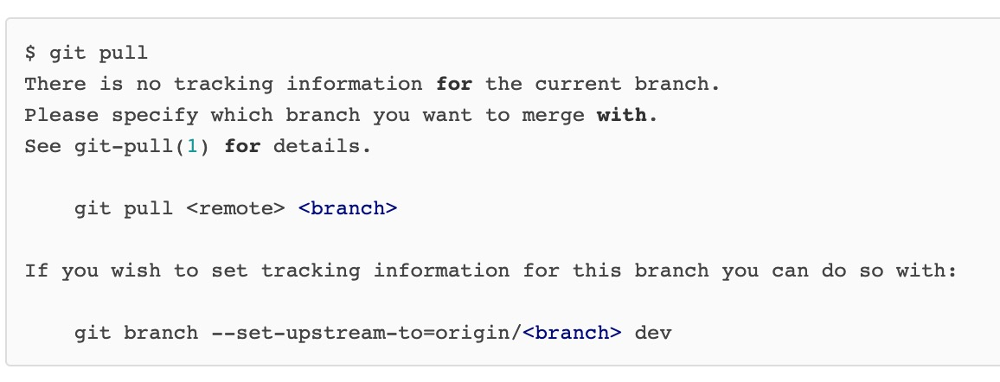 $ git pull
There is no tracking information for the current branch.
Please specify which branch you want to merge with.
See git-pull(1) for details.
git pull <remote> <branch>
If you wish to set tracking information for this branch you can do so with:
git branch --set-upstream-to=origin/<branch> dev